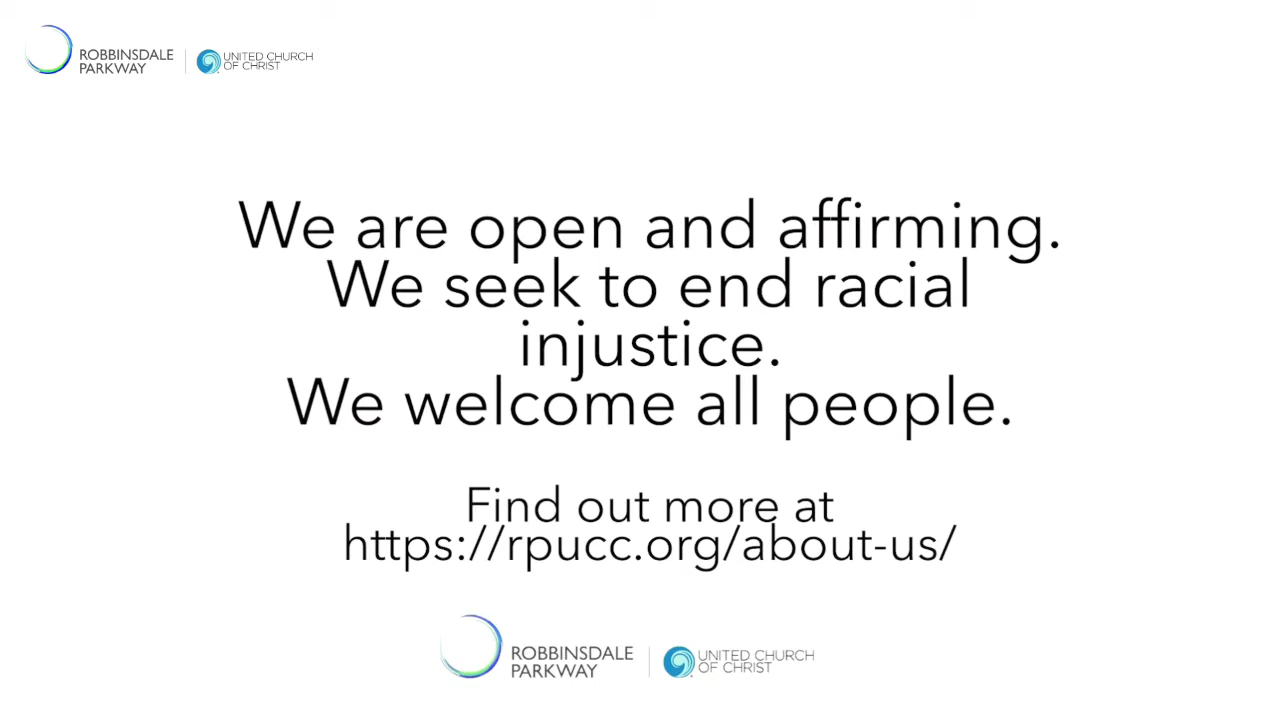 ROBBINSDALE
PARKWAY
UNITED CHURCH
OF CHRIST
We are open and affirming.
We seek to end racial
injustice.
We welcome all people.
Find out more at
https://rpucc.org/about-us/
ROBBINSDALE
PARKWAY
UNITED CHURCH
OF CHRIST